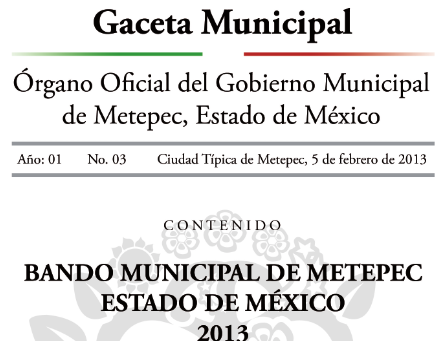 Gaceta Municipal
Órgano Oficial del Gobierno Municipal
de Metepec, Estado de México
Año: 01 No. 03 Ciudad Típica de Metepec, 5 de febrero de 2013
CONTENIDO
BANDO MUNICIPAL DE METEPEC
ESTADO DE MÉXICO
2013